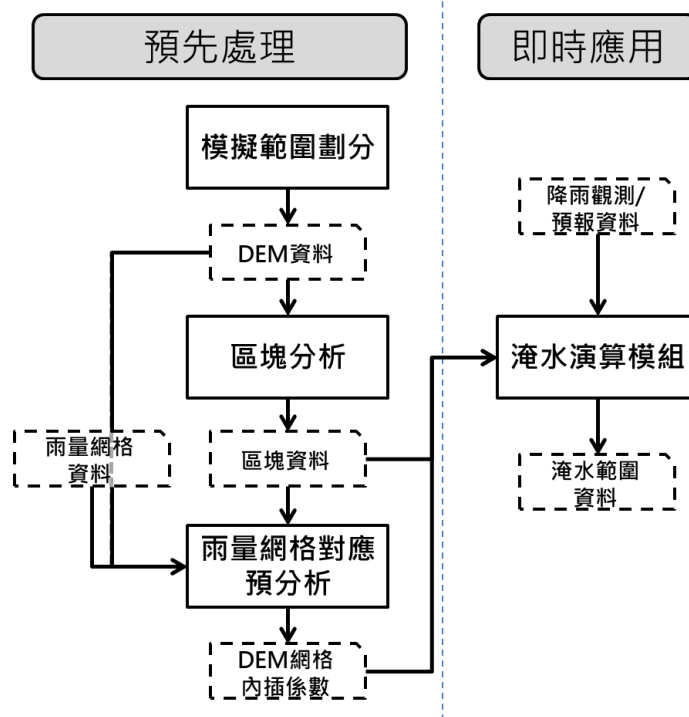 預先處理
即時應用
模擬範圍劃分
DEM資料
區塊分析
雨量網格
資料
區塊資料
雨量網格對應
預分析
DEM網格
內插係數
降雨觀測/
預報資料
淹水演算模組
淹水範圍
資料